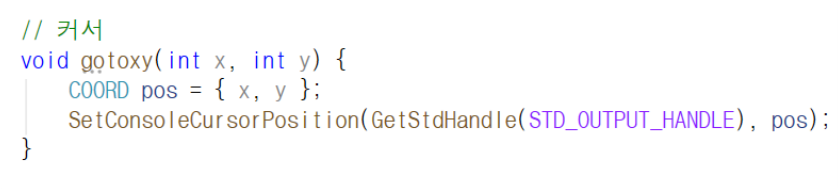 // 커서
void gotoxy(int x, int y) {
COORD pos = { x, y };
SetConsoleCursorPosition(GetStdHandle(STD_OUTPUT_HANDLE), pos);
}